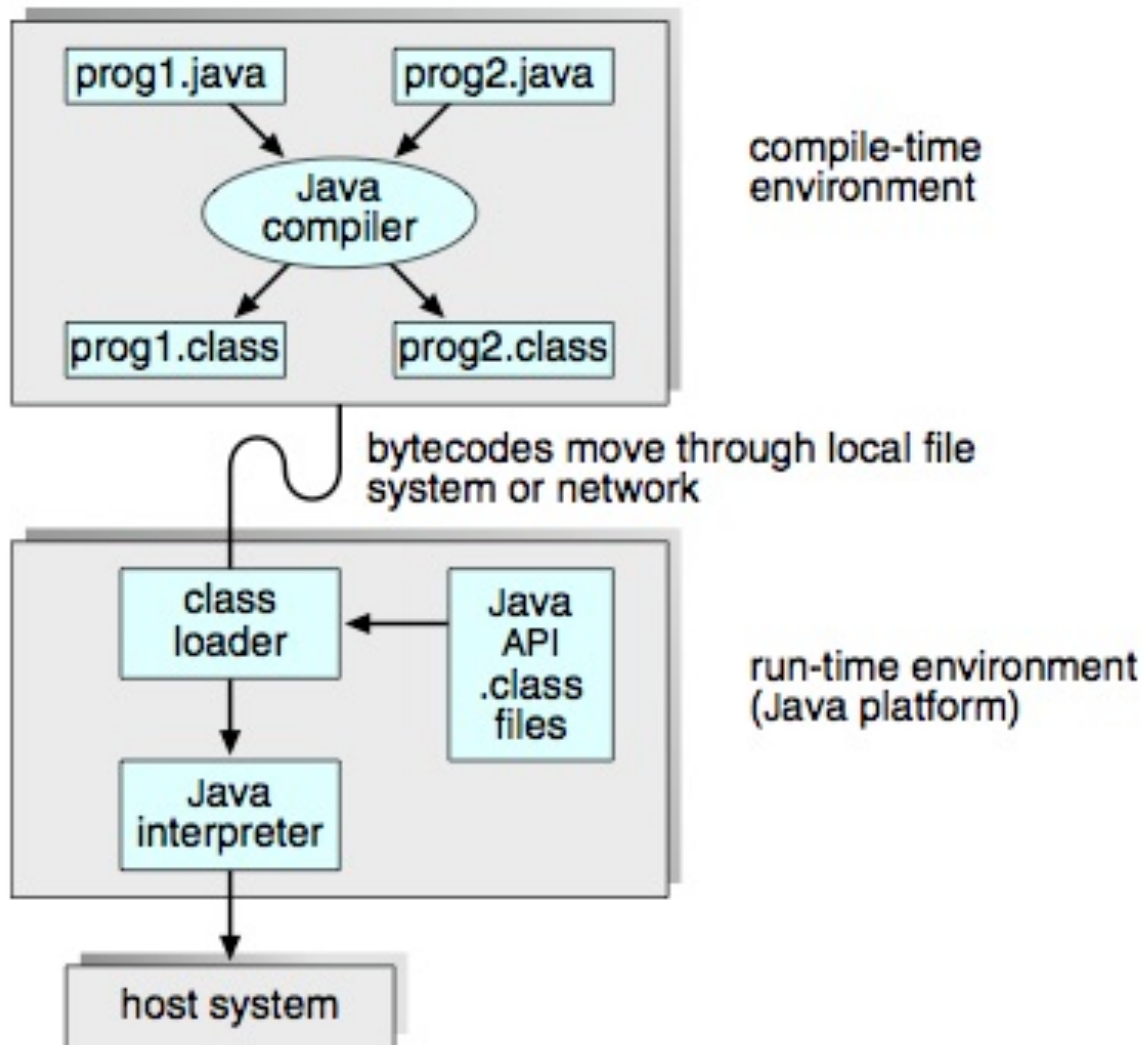 prog1.java
prog2.java
Java
compiler
prog1.class
prog2.class
compile-time
environment
bytecodes move through local file
system or network
class
loader
Java
API
.class
files
Java
interpreter
run-time environment
(Java platform)
host system